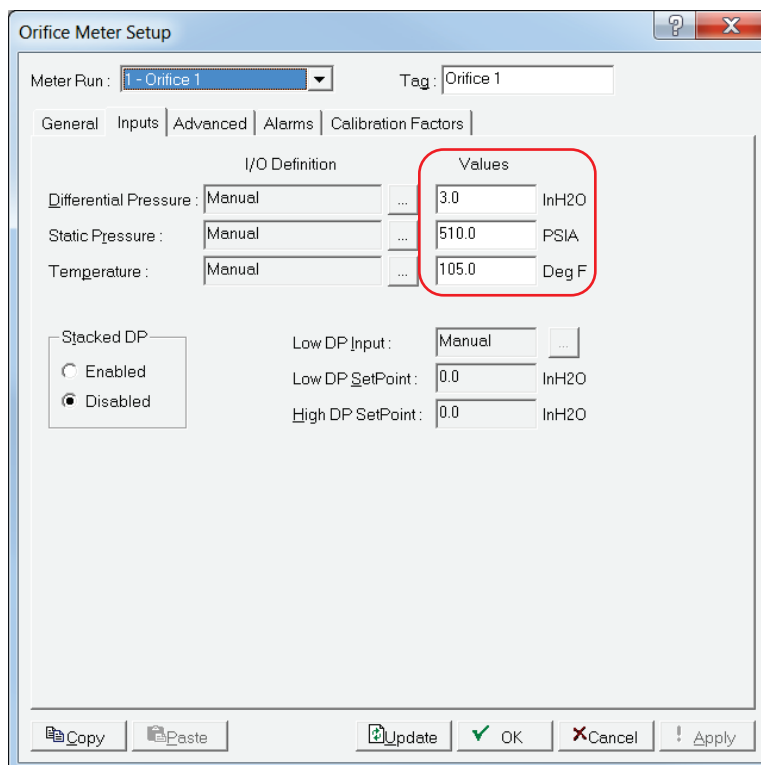 Orifice Meter Setup
Meter Run : 1 - Orifice 1 Tag : Orifice 1
General Inputs Advanced Alarms Calibration Factors
I/O Definition Values
Differential Pressure : Manual ... 3.0 InH2O
Static Pressure : Manual ... 510.0 PSIA
Temperature : Manual ... 105.0 Deg F
Stacked DP
Low DP Input : Manual ...
Enabled
Low DP SetPoint : 0.0 InH2O
Disabled
High DP SetPoint : 0.0 InH2O
Copy Paste Update OK Cancel ! Apply